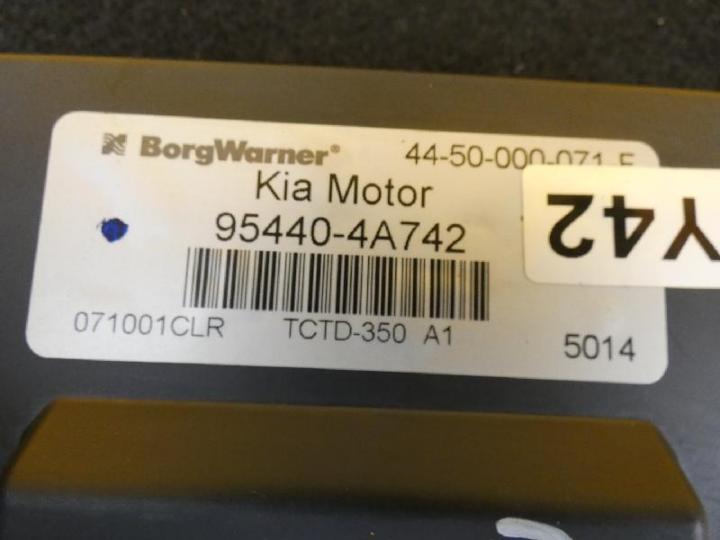 BorgWarner® 44-50-000-071 F
Kia Motor
95440-4A742
Y42
071001CLR TCTD-350 A1
5014